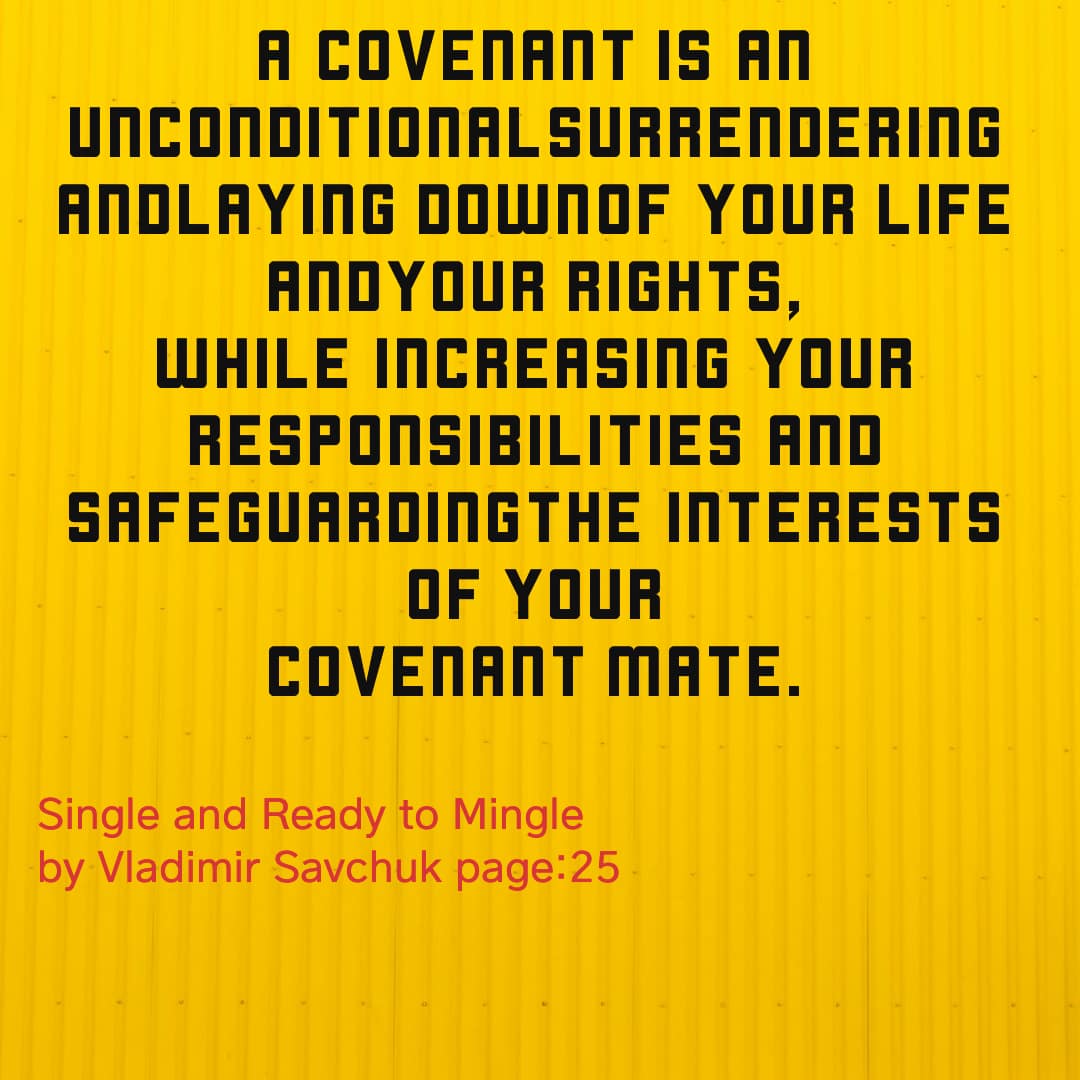 A COVENANT IS AN
UNCONDITIONALSURRENDERING
ANDLAYING DOWNOF YOUR LIFE
ANDYOUR RIGHTS,
WHILE INCREASING YOUR
RESPONSIBILITIES AND
SAFEGUARDINGTHE INTERESTS
OF YOUR
COVENANT MATE.
Single and Ready to Mingle
by Vladimir Savchuk page:25